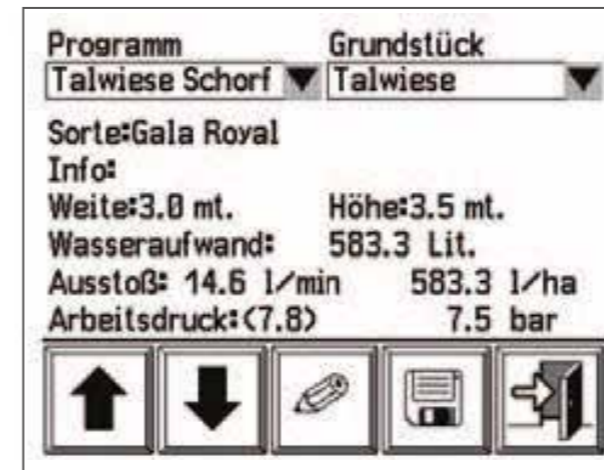 Programm Grundstück
Talwiese Schorf Talwiese
Sorte:Gala Royal
Info:
Weite:3.0 mt. Höhe:3.5 mt.
Wasseraufwand: 583.3 Lit.
Ausstoß: 14.6 l/min 583.3 l/ha
Arbeitsdruck:(7.8) 7.5 bar